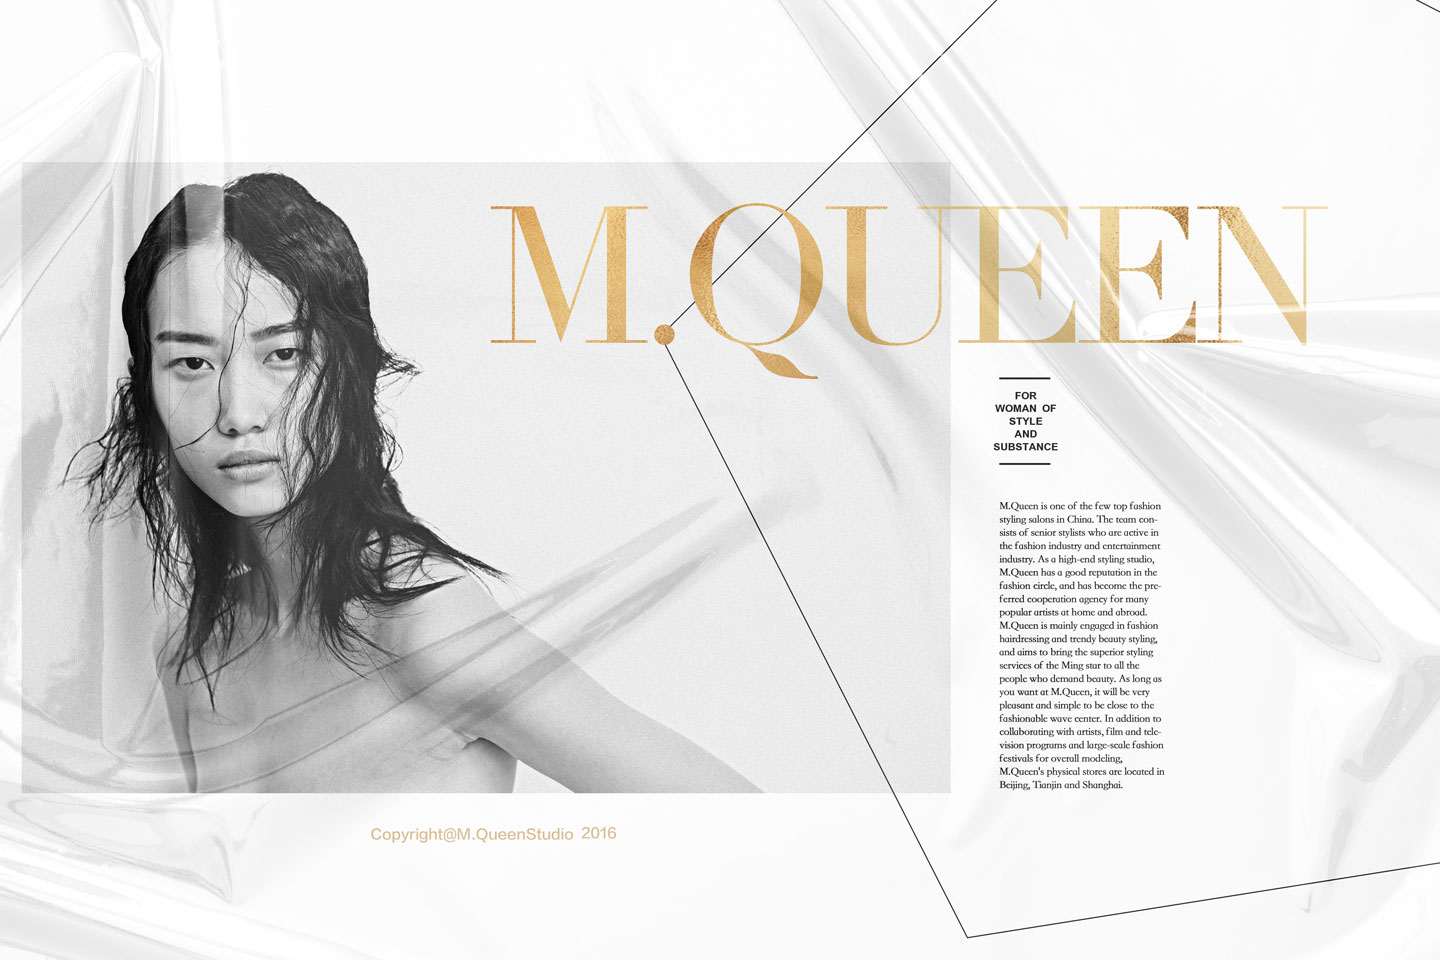 M.QUEEN
FOR
WOMAN OF
STYLE
AND
SUBSTANCE
M.Queen is one of the few top fashion
styling salons in China. The team con-
sists of senior stylists who are active in
the fashion industry and entertainment
industry. As a high-end styling studio,
M.Queen has a good reputation in the
fashion circle, and has become the pre-
ferred cooperation agency for many
popular artists at home and abroad.
M.Queen is mainly engaged in fashion
hairdressing and trendy beauty styling,
and aims to bring the superior styling
services of the Ming star to all the
people who demand beauty. As long as
you want at M.Queen, it will be very
pleasant and simple to be close to the
fashionable wave center. In addition to
collaborating with artists, film and tele-
vision programs and large-scale fashion
festivals for overall modeling,
M.Queen's physical stores are located in
Beijing, Tianjin and Shanghai.
Copyright@M.QueenStudio 2016